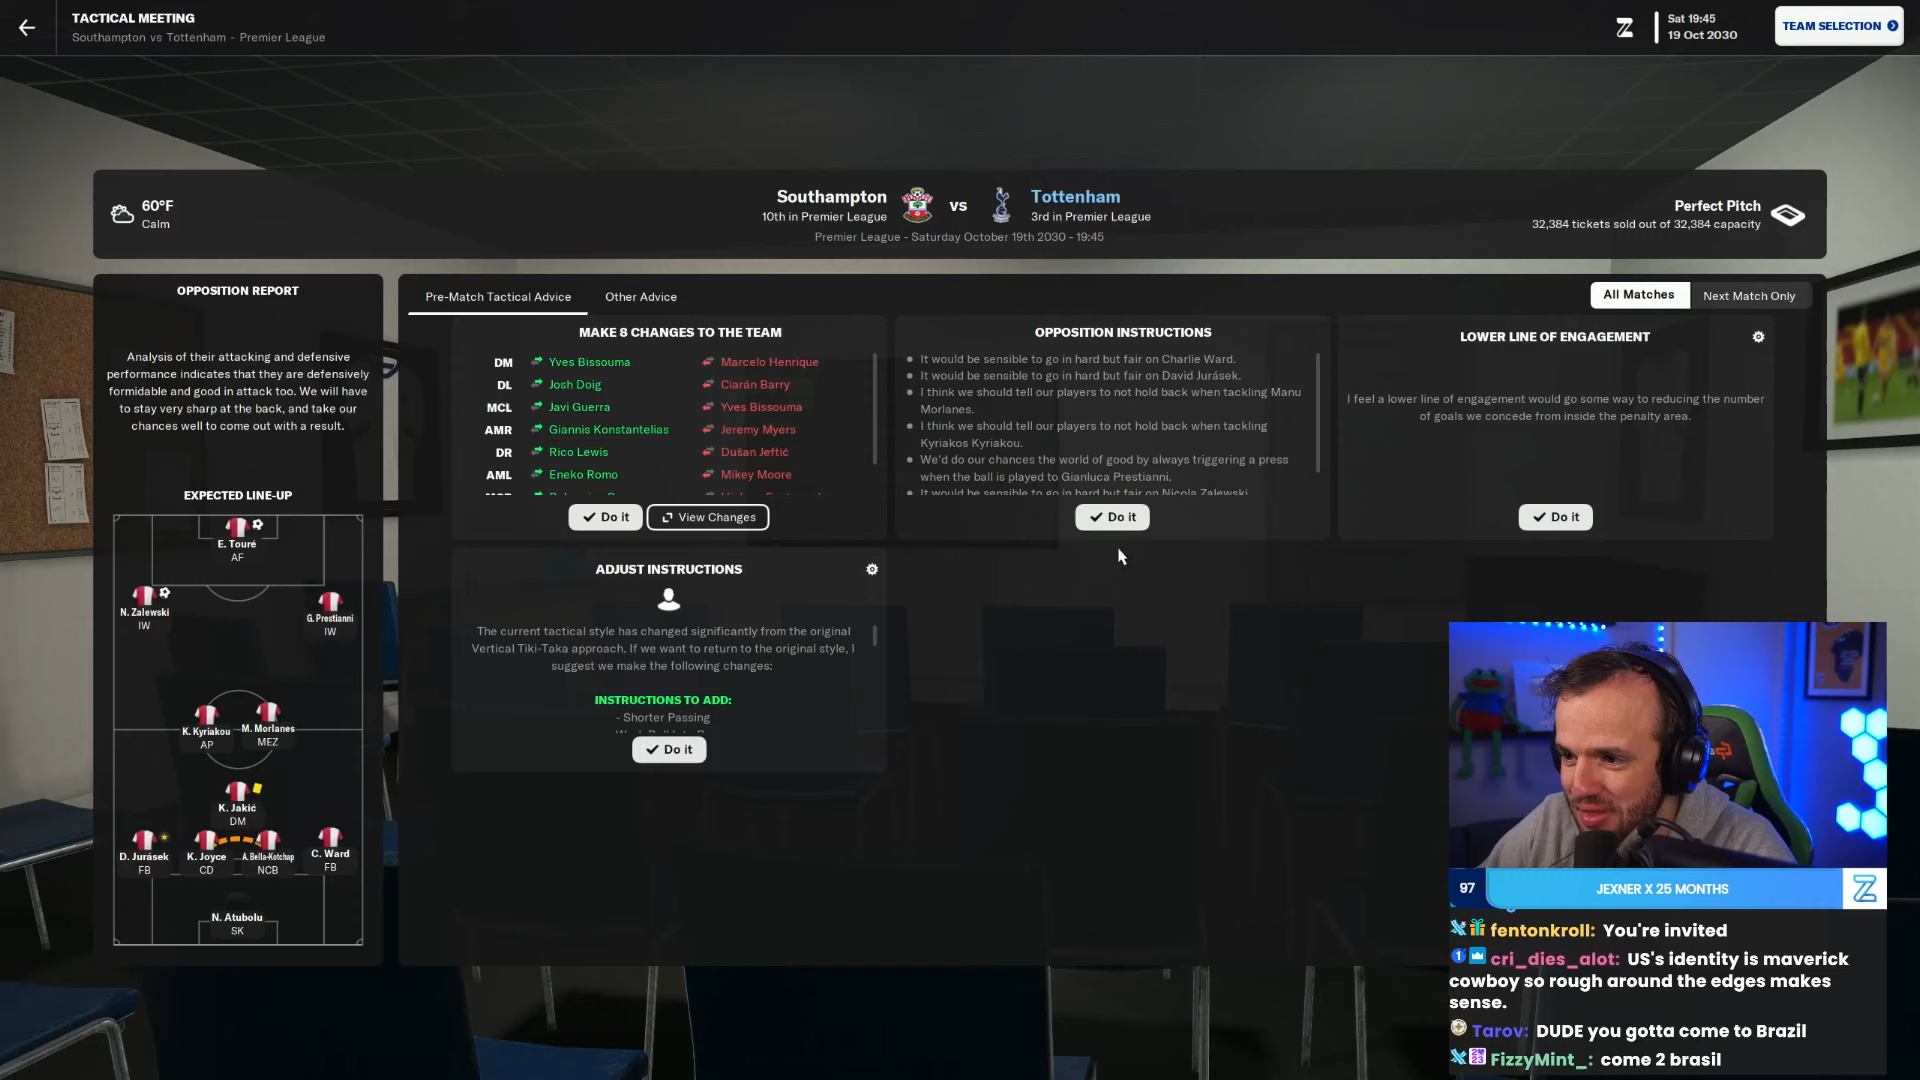 TACTICAL MEETING
Southampton vs Tottenham - Premier League
Sat 19:45
19 Oct 2030
TEAM SELECTION
60°F
Calm
Southampton
10th in Premier League
VS
Tottenham
3rd in Premier League
Premier League - Saturday October 19th 2030 - 19:45
Perfect Pitch
32,384 tickets sold out of 32,384 capacity
OPPOSITION REPORT
Analysis of their attacking and defensive
performance indicates that they are defensively
formidable and good in attack too. We will have
to stay very sharp at the back, and take our
chances well to come out with a result.
EXPECTED LINE-UP
E. Touré
AF
N. Zalewski
IW
G. Prestianni
IW
K. Kyriakou
AP
M. Morlanes
MEZ
K. Jakić
DM
D. Jurásek
FB
K. Joyce
CD
A. Bella-Kotchap
NCB
C. Ward
FB
N. Atubolu
SK
Pre-Match Tactical Advice
Other Advice
All Matches
Next Match Only
MAKE 8 CHANGES TO THE TEAM
DM Yves Bissouma Marcelo Henrique
DL Josh Doig Ciarán Barry
MCL Javi Guerra Yves Bissouma
AMR Giannis Konstantelias Jeremy Myers
DR Rico Lewis Dušan Jeftić
AML Eneko Romo Mikey Moore
Do it
View Changes
OPPOSITION INSTRUCTIONS
It would be sensible to go in hard but fair on Charlie Ward.
It would be sensible to go in hard but fair on David Jurásek.
I think we should tell our players to not hold back when tackling Manu
Morlanes.
I think we should tell our players to not hold back when tackling
Kyriakos Kyriakou.
We'd do our chances the world of good by always triggering a press
when the ball is played to Gianluca Prestianni.
It would be sensible to go in hard but fair on Nicola Zalewski.
Do it
LOWER LINE OF ENGAGEMENT
I feel a lower line of engagement would go some way to reducing the number
of goals we concede from inside the penalty area.
Do it
ADJUST INSTRUCTIONS
The current tactical style has changed significantly from the original
Vertical Tiki-Taka approach. If we want to return to the original style, I
suggest we make the following changes:
INSTRUCTIONS TO ADD:
- Shorter Passing
Do it
97
JEXNER X 25 MONTHS
fentonkroll: You're invited
cri_dies_alot: US's identity is maverick
cowboy so rough around the edges makes
sense.
Tarov: DUDE you gotta come to Brazil
FizzyMint_: come 2 brasil